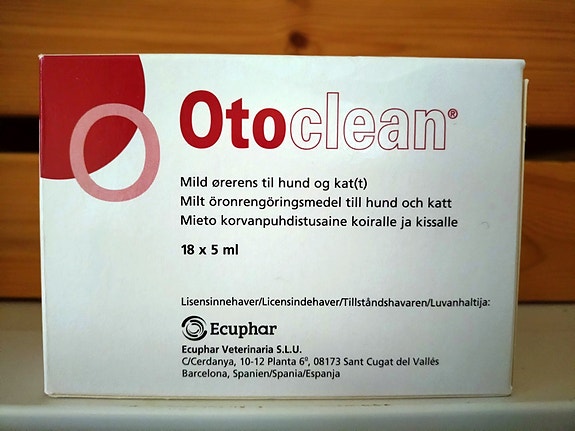 Otoclean®
Mild ørerens til hund og kat(t)
Milt öronrengöringsmedel till hund och katt
Mieto korvanpuhdistusaine koiralle ja kissalle
18 x 5 ml
Lisensinnehaver/Licensindehaver/Tillståndshavaren/Luvanhaltija:
Ecuphar
Ecuphar Veterinaria S.L.U.
C/Cerdanya, 10-12 Planta 6º, 08173 Sant Cugat del Vallés
Barcelona, Spanien/Spania/Espanja